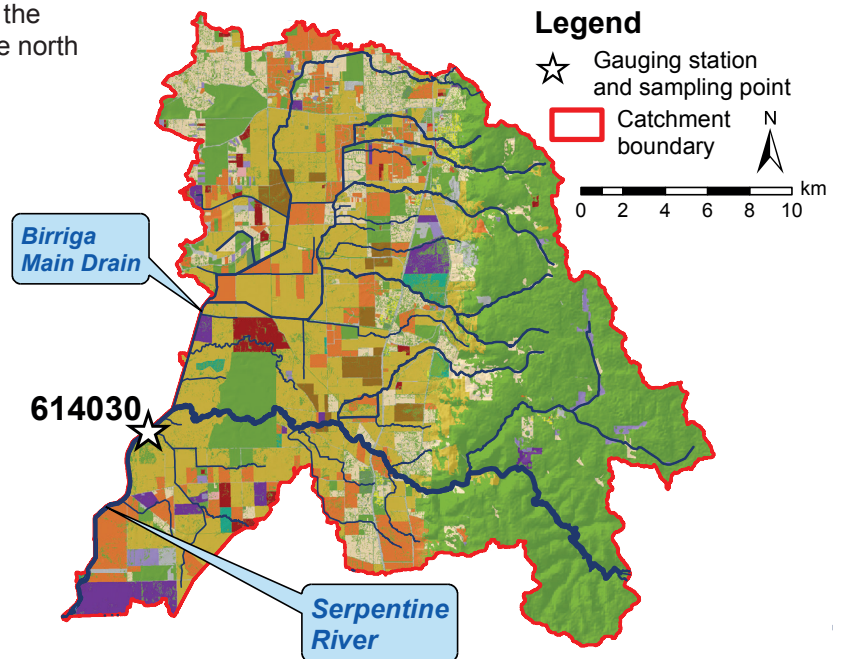 the
e north
Legend
Gauging station
and sampling point
Catchment
boundary
N
0 2 4 6 8 10 km
Birriga
Main Drain
614030
Serpentine
River